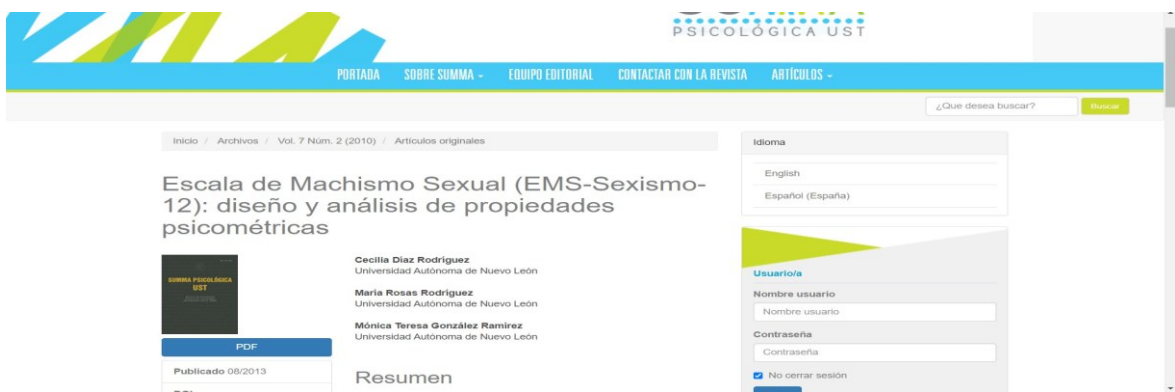 PSICOLÓGICA UST
PORTADA SOBRE SUMMA EQUIPO EDITORIAL CONTACTAR CON LA REVISTA ARTÍCULOS
¿Que desea buscar? Buscar
Inicio / Archivos / Vol. 7 Núm. 2 (2010) / Artículos originales
Escala de Machismo Sexual (EMS-Sexismo-
12): diseño y análisis de propiedades
psicométricas
SUMMA PSICOLÓGICA
UST
PDF
Publicado 08/2013
Cecilia Díaz Rodríguez
Universidad Autónoma de Nuevo León
María Rosas Rodríguez
Universidad Autónoma de Nuevo León
Mónica Teresa González Ramírez
Universidad Autónoma de Nuevo León
Resumen
Idioma
English
Español (España)
Usuario/a
Nombre usuario
Nombre usuario
Contraseña
Contraseña
No cerrar sesión